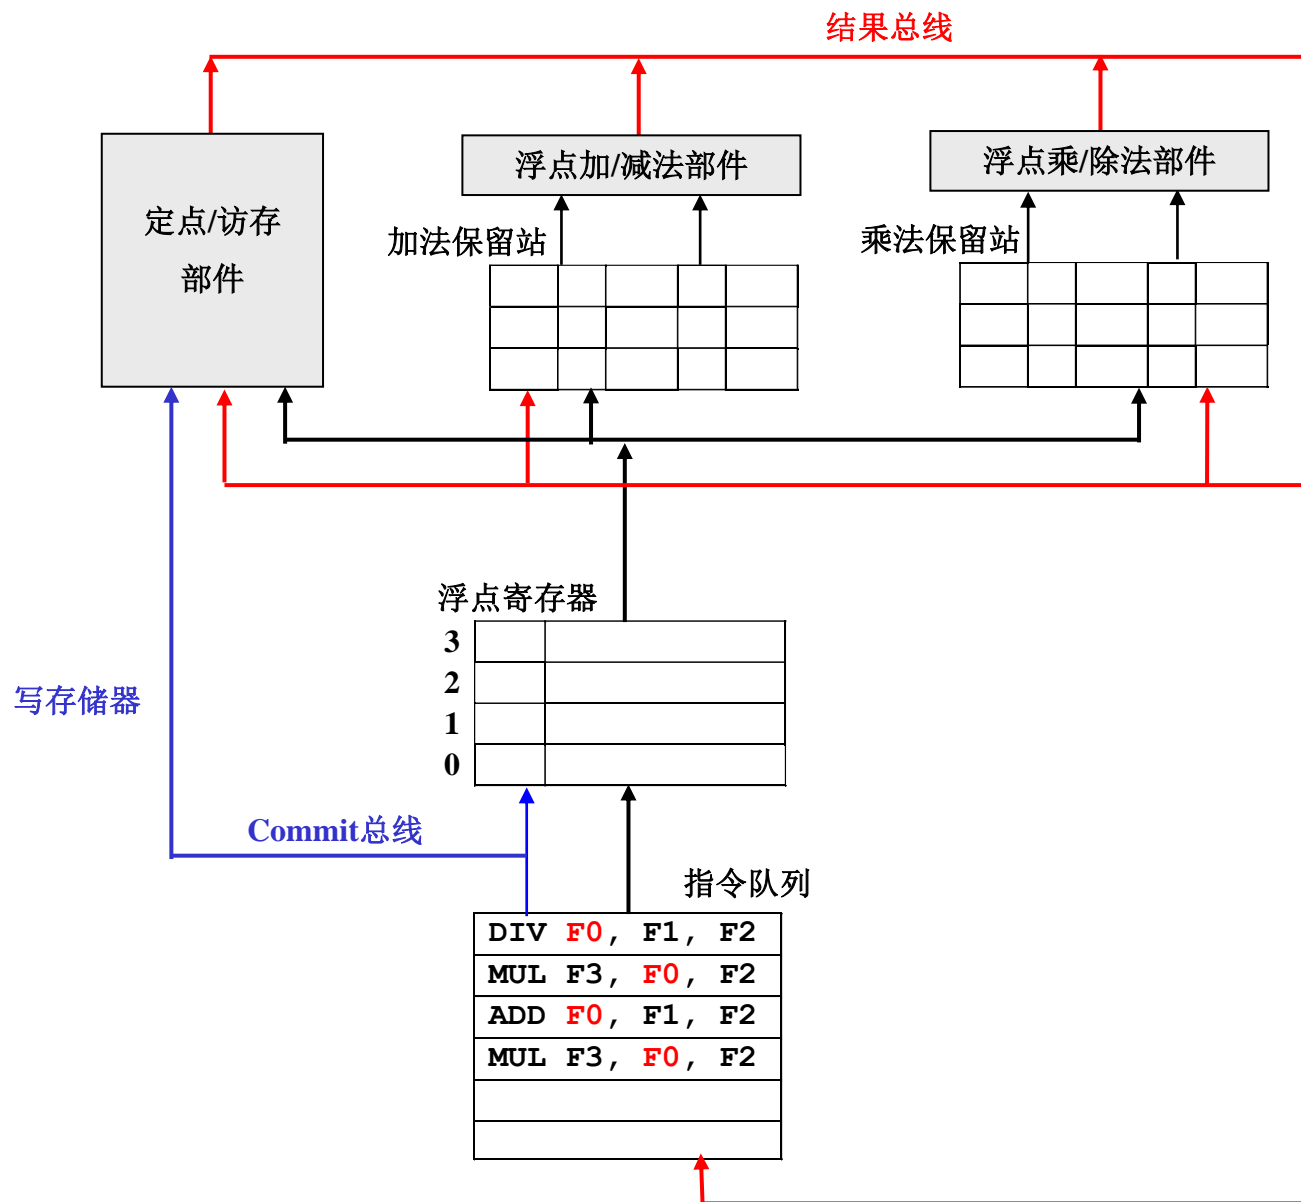 结果总线
浮点加/减法部件
浮点乘/除法部件
定点/访存
部件
加法保留站
乘法保留站
浮点寄存器
3
2
1
0
写存储器
Commit总线
指令队列
DIV F0, F1, F2
MUL F3, F0, F2
ADD F0, F1, F2
MUL F3, F0, F2